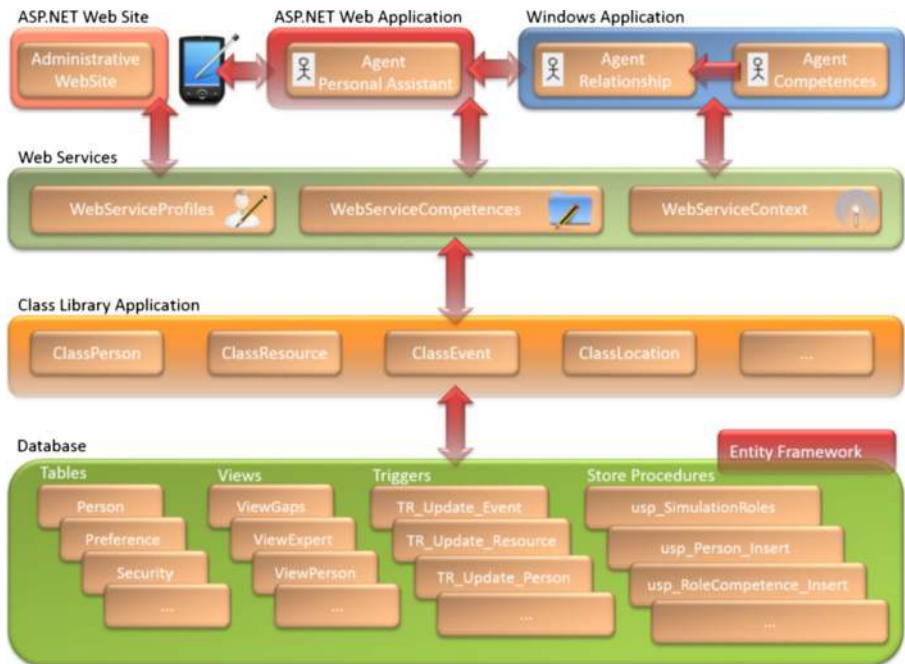 ASP.NET Web Site
ASP.NET Web Application
Windows Application
Administrative
WebSite
Agent
Personal Assistant
Agent
Relationship
Agent
Competences
Web Services
WebServiceProfiles
WebServiceCompetences
WebServiceContext
Class Library Application
ClassPerson
ClassResource
ClassEvent
ClassLocation
...
Database
Entity Framework
Tables
Views
Triggers
Store Procedures
Person
Preference
Security
...
ViewGaps
ViewExpert
ViewPerson
...
TR_Update_Event
TR_Update_Resource
TR_Update_Person
...
usp_SimulationRoles
usp_Person_Insert
usp_RoleCompetence_Insert
...